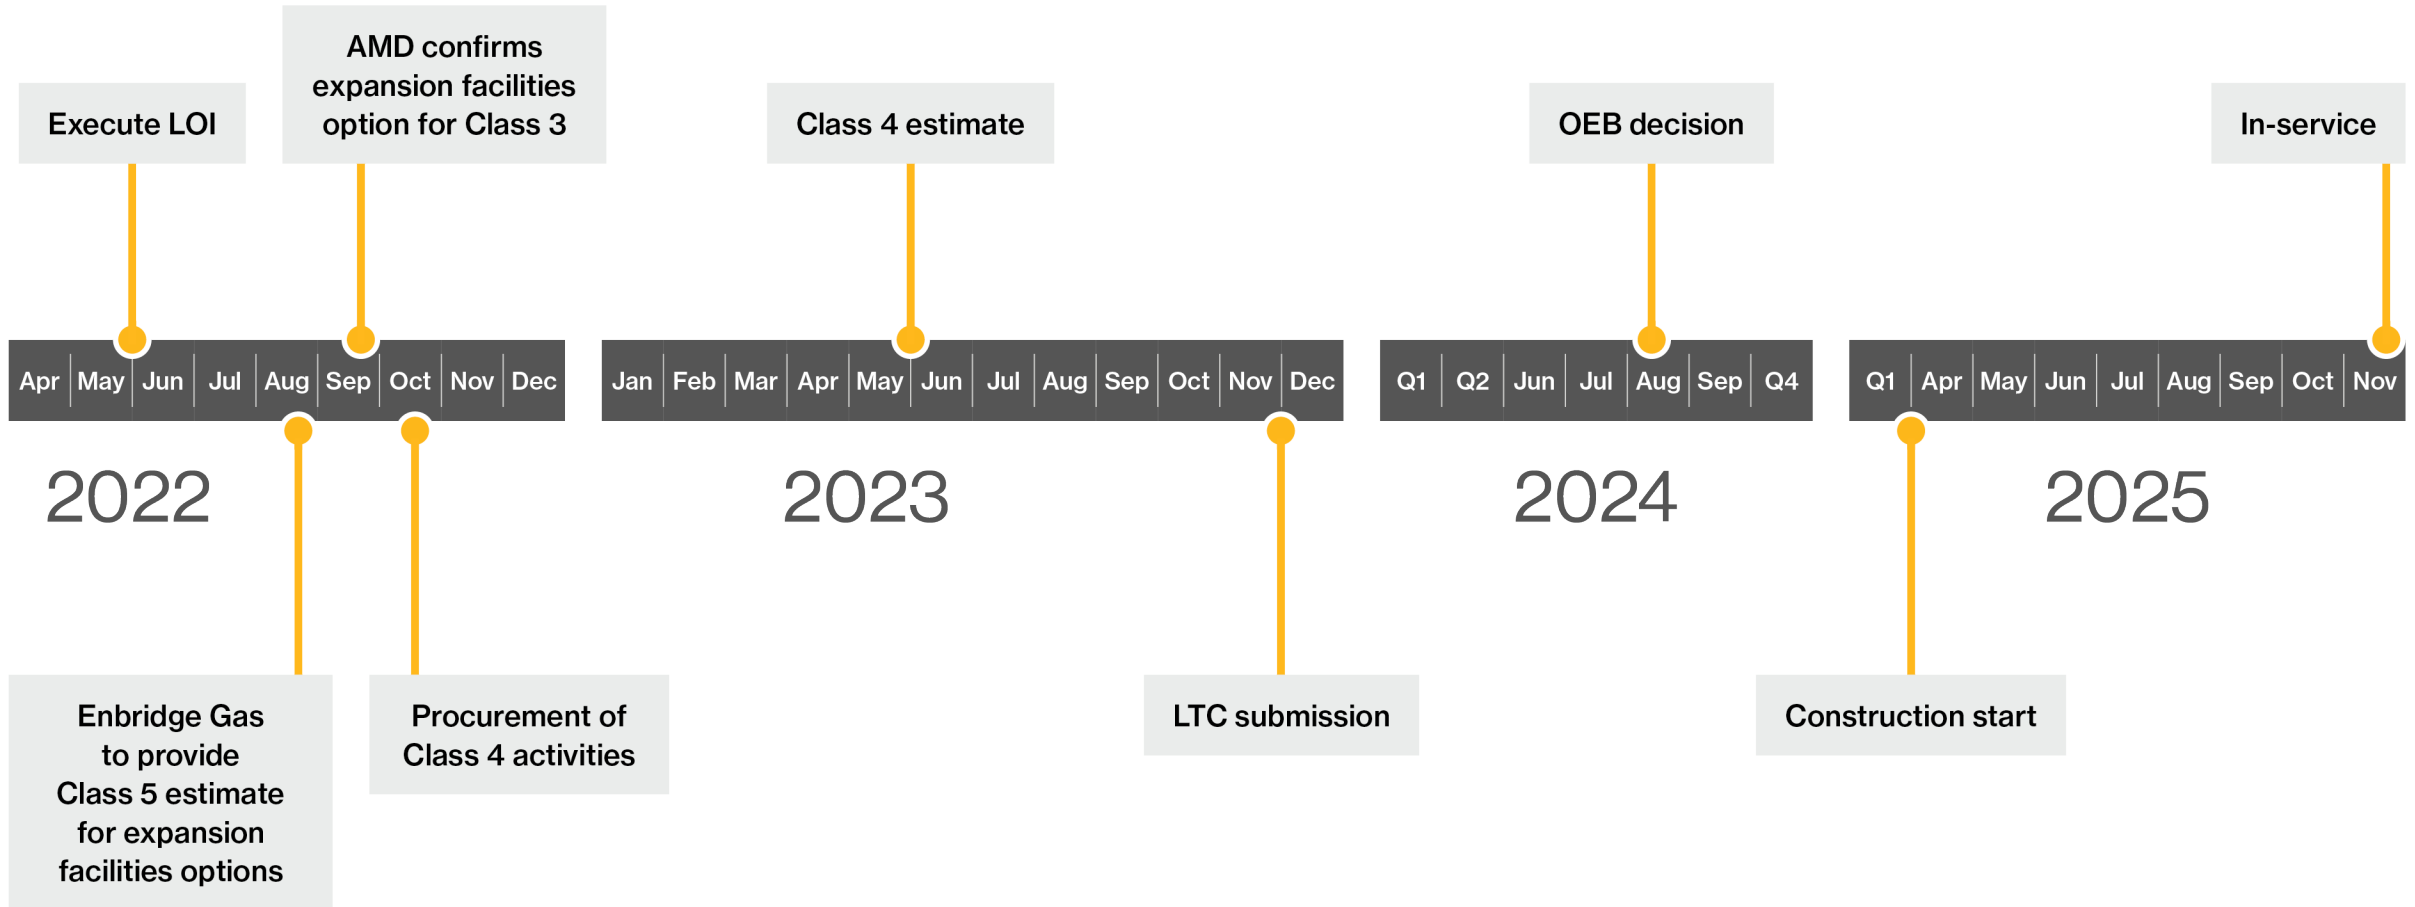 AMD confirms
expansion facilities
option for Class 3
Execute LOI
Class 4 estimate
OEB decision
In-service
Apr May Jun Jul Aug Sep Oct Nov Dec
Jan Feb Mar Apr May Jun Jul Aug Sep Oct Nov Dec
Q1 Q2 Jun Jul Aug Sep Q4
Q1 Apr May Jun Jul Aug Sep Oct Nov
2022
2023
2024
2025
Enbridge Gas
to provide
Class 5 estimate
for expansion
facilities options
Procurement of
Class 4 activities
LTC submission
Construction start